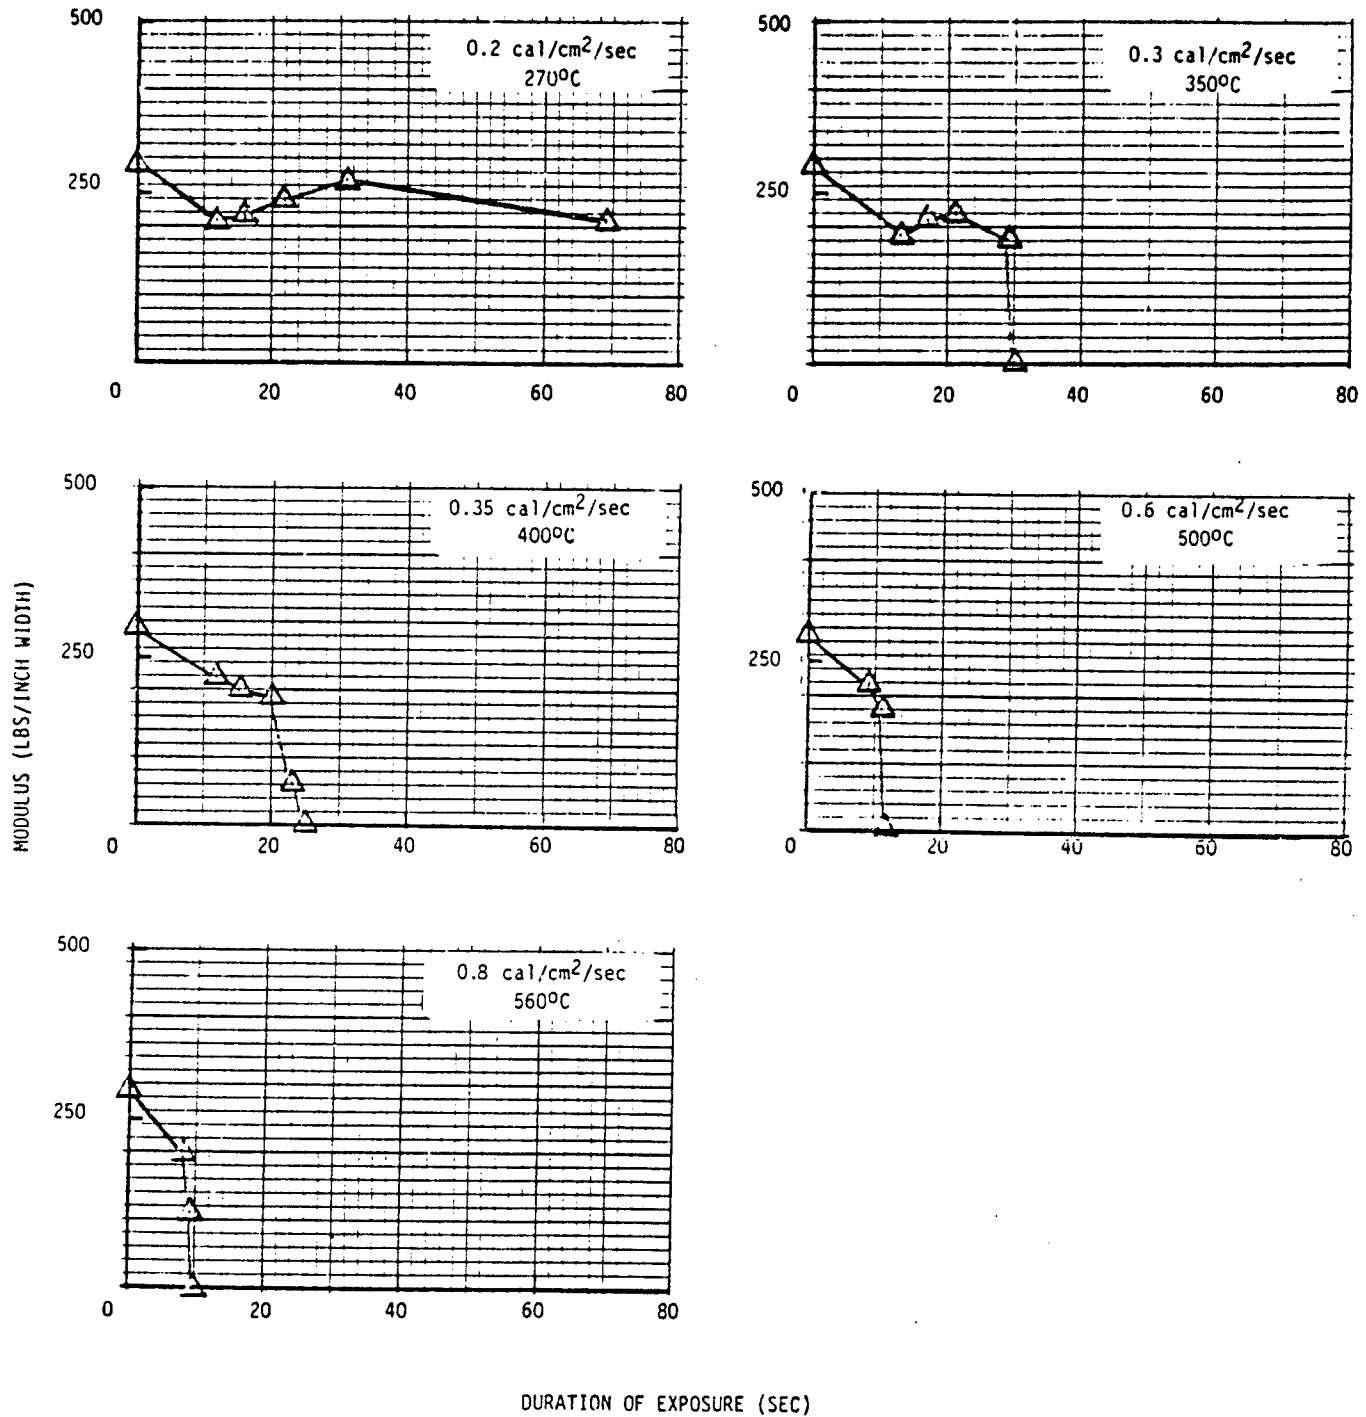 500
0.2 cal/cm²/sec
270°C
250
0 20 40 60 80
500
0.3 cal/cm²/sec
350°C
250
0 20 40 60 80
500
0.35 cal/cm²/sec
400°C
250
0 20 40 60 80
500
0.6 cal/cm²/sec
500°C
250
0 20 40 60 80
MODULUS (LBS/INCH WIDTH)
500
0.8 cal/cm²/sec
560°C
250
0 20 40 60 80
DURATION OF EXPOSURE (SEC)